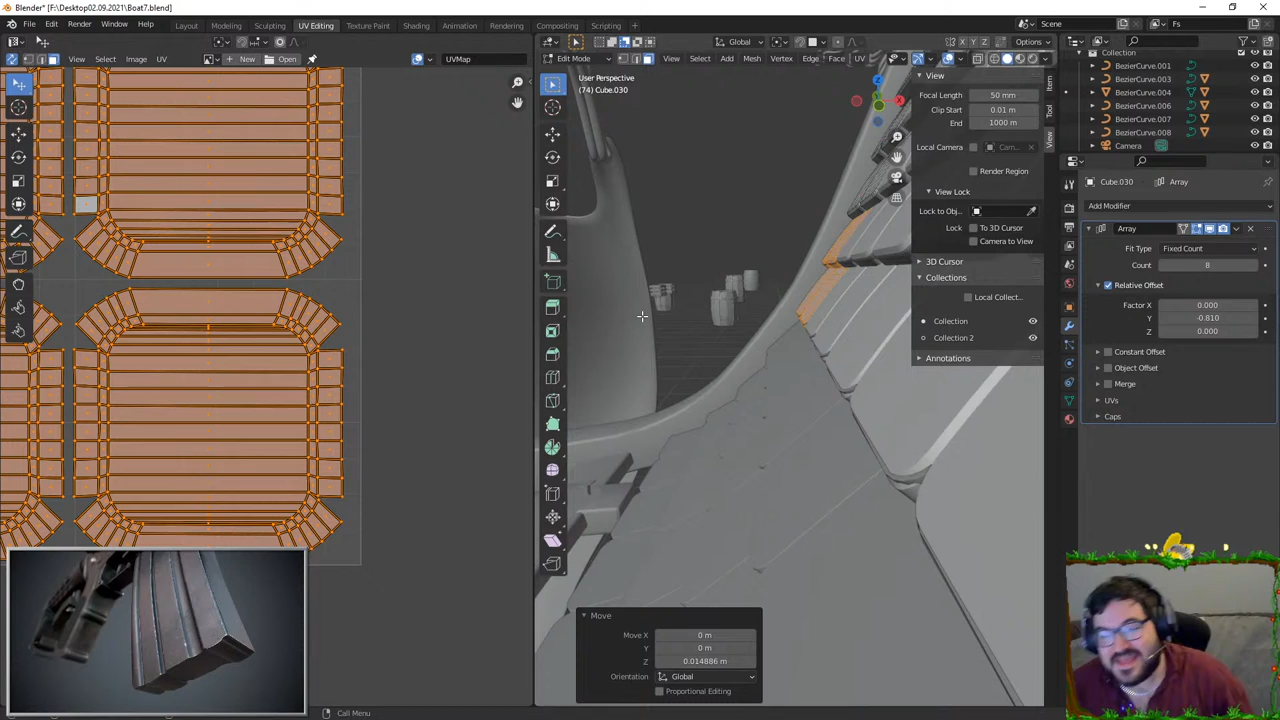 Blender* [F:\Desktop02.09.2021\Boat7.blend]
File Edit Render Window Help Layout Modeling Sculpting UV Editing Texture Paint Shading Animation Rendering Compositing Scripting Scene Fs
Global Options
View Select Image UV New Open UVMap
Edit Mode View Select Add Mesh Vertex Edge Face UV
User Perspective
(74) Cube.030
View
Focal Length 50 mm
Clip Start 0.01 m
End 1000 m
Local Camera Cam...
Render Region
View Lock
Lock to Obj...
Lock To 3D Cursor
Camera to View
3D Cursor
Collections
Local Collect...
Collection
Collection 2
Annotations
Item
Tool
View
Collection
BezierCurve.001
BezierCurve.003
BezierCurve.004
BezierCurve.006
BezierCurve.007
BezierCurve.008
Camera
Cube.030 Array
Add Modifier
Array
Fit Type Fixed Count
Count 8
Relative Offset
Factor X 0.000
Y -0.810
Z 0.000
Constant Offset
Object Offset
Merge
UVs
Caps
Move
Move X 0 m
Y 0 m
Z 0.014886 m
Orientation Global
Proportional Editing
Call Menu